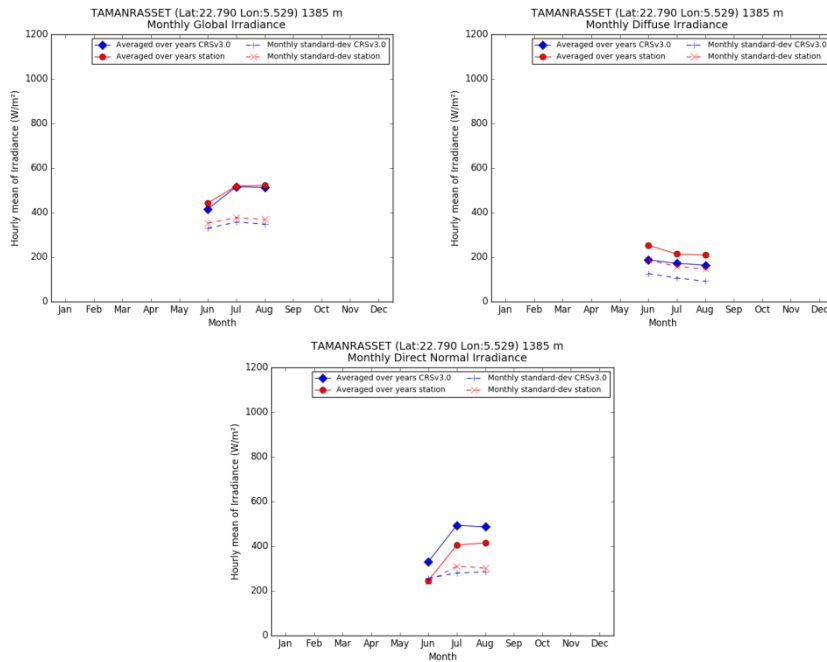 TAMANRASSET (Lat:22.790 Lon:5.529) 1385 m
Monthly Global Irradiance
Averaged over years CRSv3.0
Averaged over years station
Monthly standard-dev CRSv3.0
Monthly standard-dev station
Hourly mean of Irradiance (W/m²)
1200
1000
800
600
400
200
0
Jan Feb Mar Apr May Jun Jul Aug Sep Oct Nov Dec
Month
TAMANRASSET (Lat:22.790 Lon:5.529) 1385 m
Monthly Diffuse Irradiance
Averaged over years CRSv3.0
Averaged over years station
Monthly standard-dev CRSv3.0
Monthly standard-dev station
Hourly mean of Irradiance (W/m²)
1200
1000
800
600
400
200
0
Jan Feb Mar Apr May Jun Jul Aug Sep Oct Nov Dec
Month
TAMANRASSET (Lat:22.790 Lon:5.529) 1385 m
Monthly Direct Normal Irradiance
Averaged over years CRSv3.0
Averaged over years station
Monthly standard-dev CRSv3.0
Monthly standard-dev station
Hourly mean of Irradiance (W/m²)
1200
1000
800
600
400
200
0
Jan Feb Mar Apr May Jun Jul Aug Sep Oct Nov Dec
Month